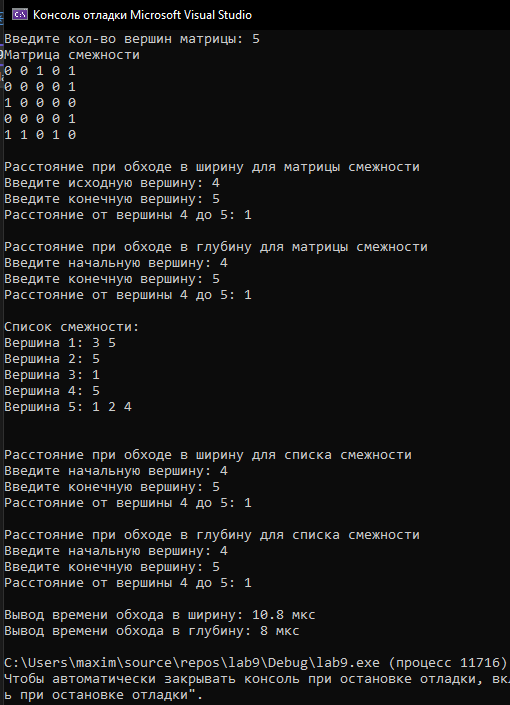 Консоль отладки Microsoft Visual Studio
Введите кол-во вершин матрицы: 5
Матрица смежности
0 0 1 0 1
0 0 0 0 1
1 0 0 0 0
0 0 0 0 1
1 1 0 1 0
Расстояние при обходе в ширину для матрицы смежности
Введите исходную вершину: 4
Введите конечную вершину: 5
Расстояние от вершины 4 до 5: 1
Расстояние при обходе в глубину для матрицы смежности
Введите начальную вершину: 4
Введите конечную вершину: 5
Расстояние от вершины 4 до 5: 1
Список смежности:
Вершина 1: 3 5
Вершина 2: 5
Вершина 3: 1
Вершина 4: 5
Вершина 5: 1 2 4
Расстояние при обходе в ширину для списка смежности
Введите начальную вершину: 4
Введите конечную вершину: 5
Расстояние от вершины 4 до 5: 1
Расстояние при обходе в глубину для списка смежности
Введите начальную вершину: 4
Введите конечную вершину: 5
Расстояние от вершины 4 до 5: 1
Вывод времени обхода в ширину: 10.8 мкс
Вывод времени обхода в глубину: 8 мкс
C:\Users\maxim\source\repos\lab9\Debug\lab9.exe (процесс 11716)
Чтобы автоматически закрывать консоль при остановке отладки, вкл
ь при остановке отладки".